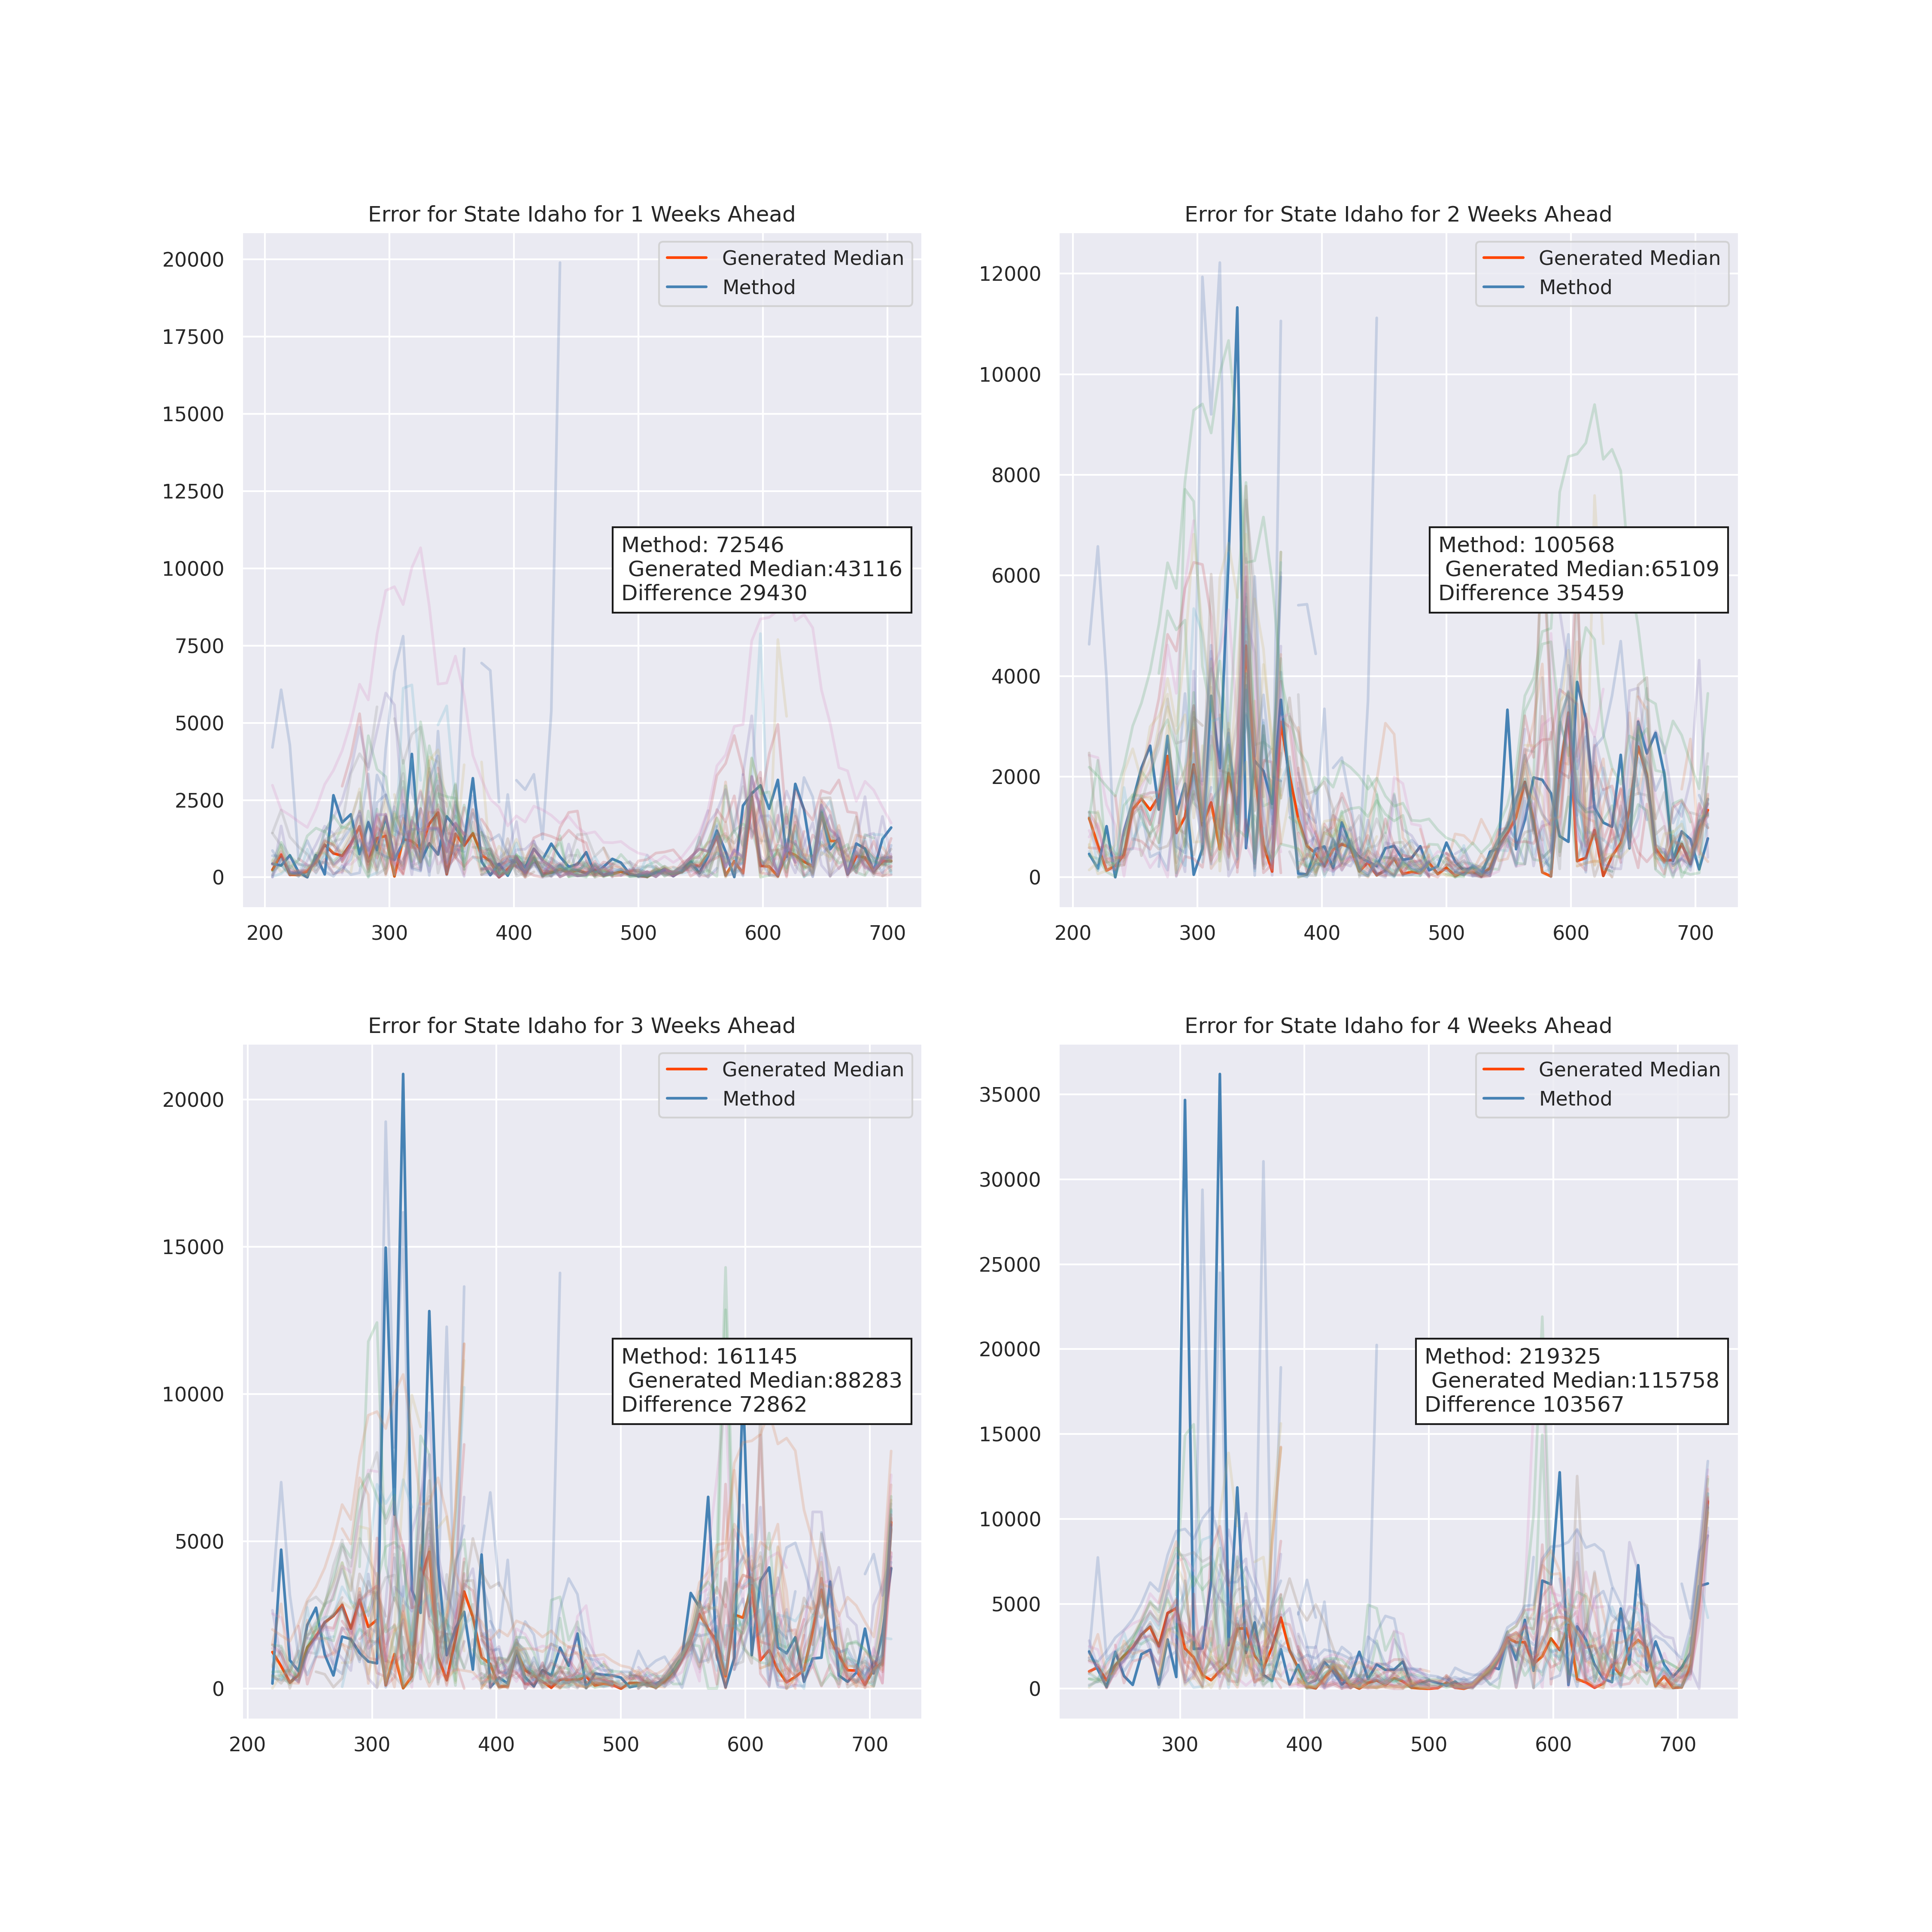 Error for State Idaho for 1 Weeks Ahead
20000
17500
15000
12500
10000
7500
5000
2500
0
200 300 400 500 600 700
Generated Median
Method
Method: 72546
Generated Median:43116
Difference 29430
Error for State Idaho for 2 Weeks Ahead
12000
10000
8000
6000
4000
2000
0
200 300 400 500 600 700
Generated Median
Method
Method: 100568
Generated Median:65109
Difference 35459
Error for State Idaho for 3 Weeks Ahead
20000
15000
10000
5000
0
200 300 400 500 600 700
Generated Median
Method
Method: 161145
Generated Median:88283
Difference 72862
Error for State Idaho for 4 Weeks Ahead
35000
30000
25000
20000
15000
10000
5000
0
300 400 500 600 700
Generated Median
Method
Method: 219325
Generated Median:115758
Difference 103567